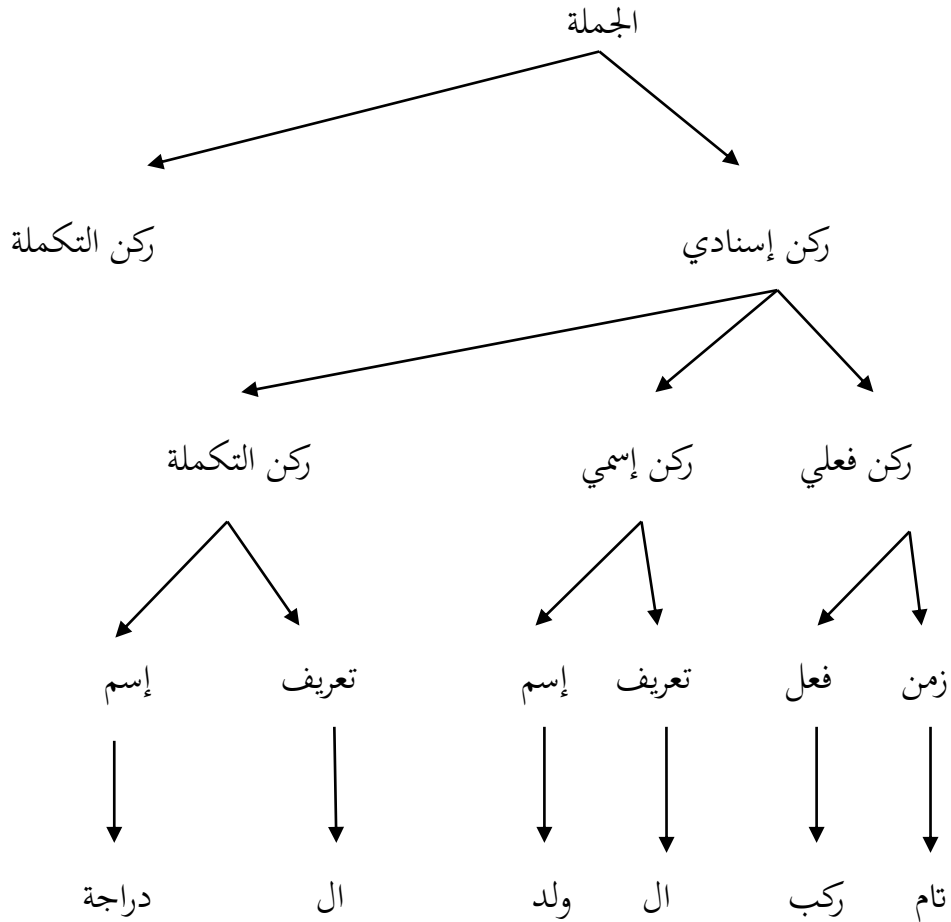 الجملة
ركن إسنادي ركن التكملة
ركن فعلي ركن إسمي ركن التكملة
زمن فعل تعريف إسم تعريف إسم
تام ركب ال ولد ال دراجة